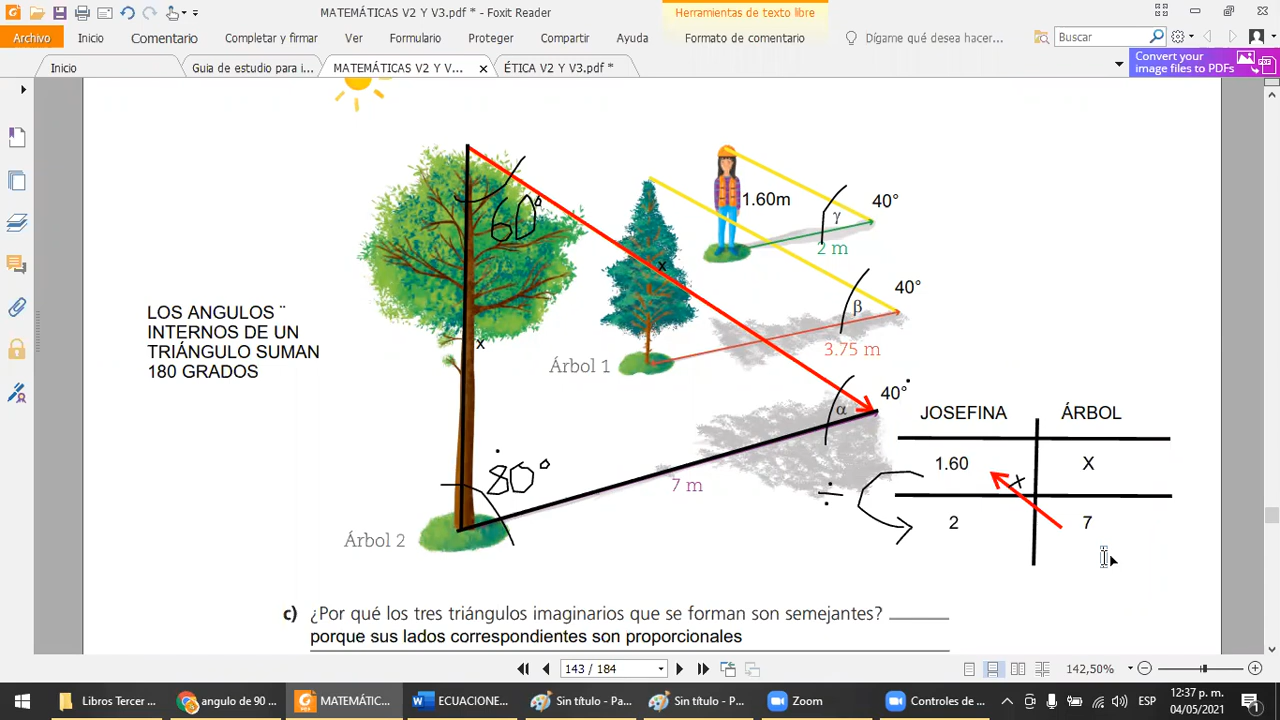 MATEMÁTICAS V2 Y V3.pdf * - Foxit Reader
Herramientas de texto libre
Archivo
Inicio
Comentario
Completar y firmar
Ver
Formulario
Proteger
Compartir
Ayuda
Formato de comentario
Dígame qué desea hacer...
Buscar
Inicio
Guia de estudio para i...
MATEMÁTICAS V2 Y V...
ÉTICA V2 Y V3.pdf *
Convert your
image files to PDFs
60°
1.60m
40°
γ
2 m
x
40°
β
3.75 m
LOS ANGULOS ¨
INTERNOS DE UN
TRIÁNGULO SUMAN
180 GRADOS
x
Árbol 1
40°
α
JOSEFINA
ÁRBOL
1.60
X
x
÷
2
7
80°
7 m
Árbol 2
c) ¿Por qué los tres triángulos imaginarios que se forman son semejantes?
porque sus lados correspondientes son proporcionales
143 / 184
142,50%
Libros Tercer ...
angulo de 90 ...
MATEMÁTIC...
ECUACIONE...
Sin título - Pa...
Sin título - P...
Zoom
Controles de ...
ESP
12:37 p. m.
04/05/2021